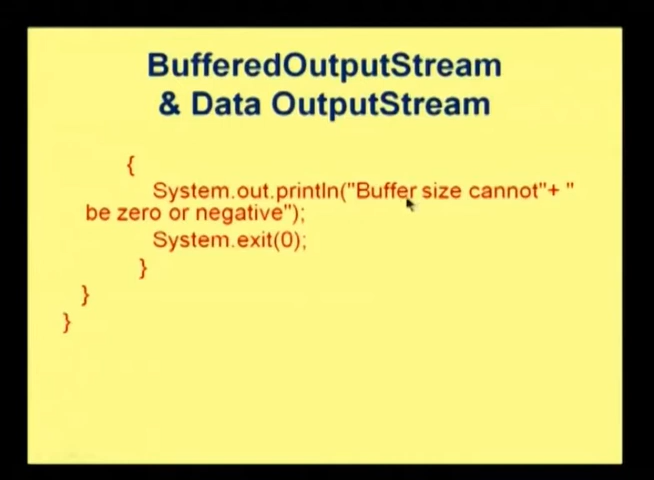 BufferedOutputStream
& Data OutputStream
{
System.out.println("Buffer size cannot"+ "
be zero or negative");
System.exit(0);
}
}
}